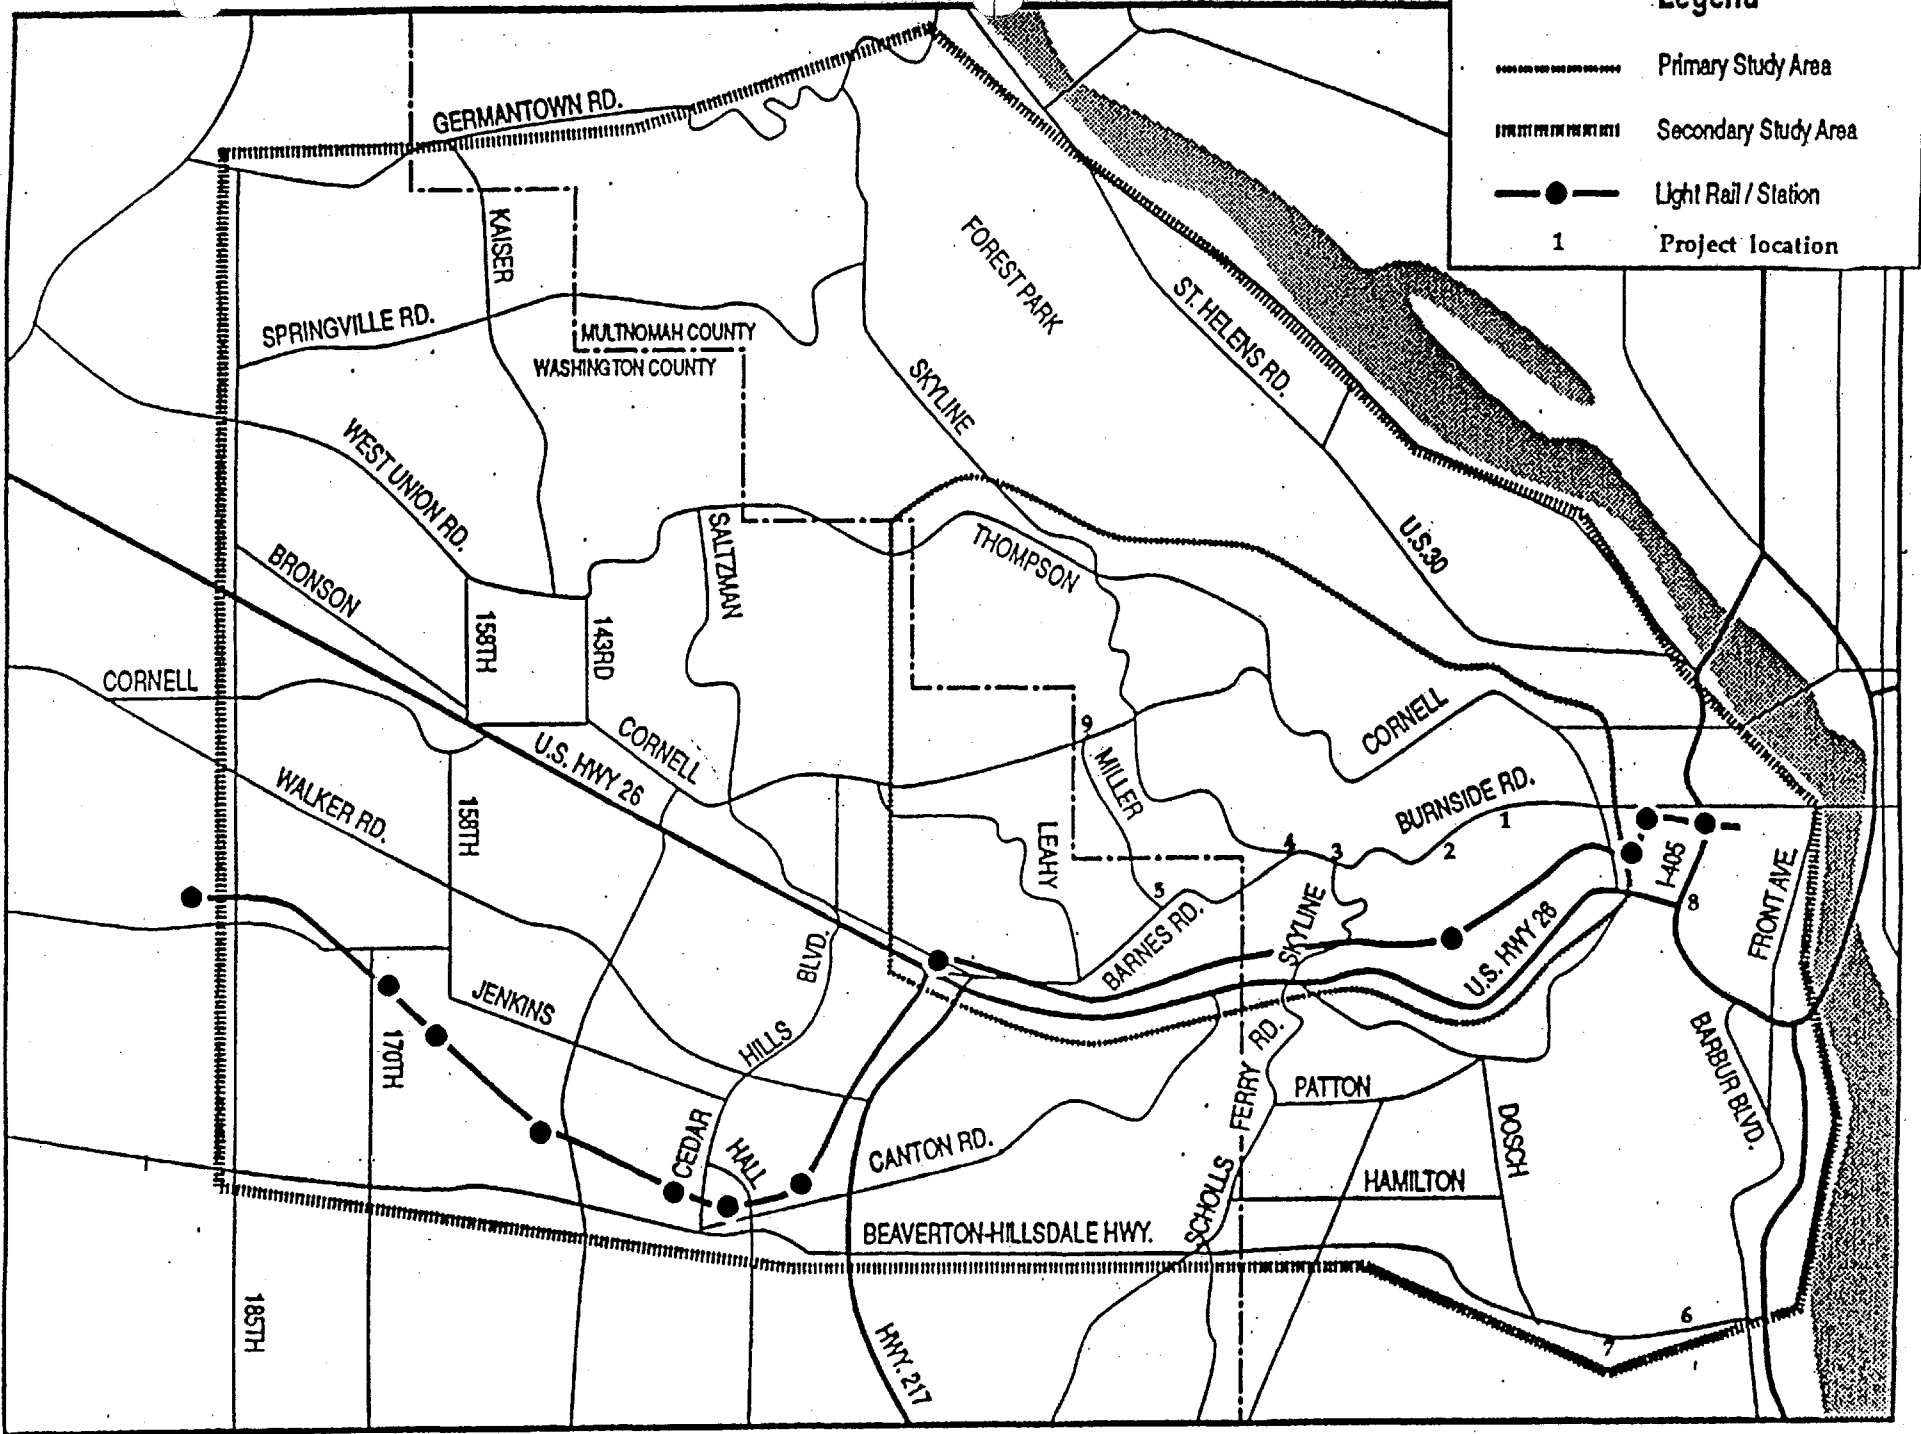 Legend
Primary Study Area
Secondary Study Area
Light Rail / Station
1 Project location
GERMANTOWN RD.
KAISER
FOREST PARK
ST. HELENS RD.
SPRINGVILLE RD.
MULTNOMAH COUNTY
WASHINGTON COUNTY
SKYLINE
WEST UNION RD.
SALTZMAN
THOMPSON
U.S.30
BRONSON
158TH
143RD
CORNELL
CORNELL
U.S. HWY 26
CORNELL
9
MILLER
WALKER RD.
158TH
BURNSIDE RD.
1
LEAHY
4
3
2
5
I-405
8
BARNES RD.
SKYLINE
U.S. HWY 26
FRONT AVE.
BLVD.
JENKINS
HILLS
170TH
FERRY RD.
PATTON
BARBUR BLVD.
CEDAR
HALL
CANTON RD.
DOSCH
SCHOLLS
HAMILTON
BEAVERTON-HILLSDALE HWY.
185TH
HWY. 217
6
7